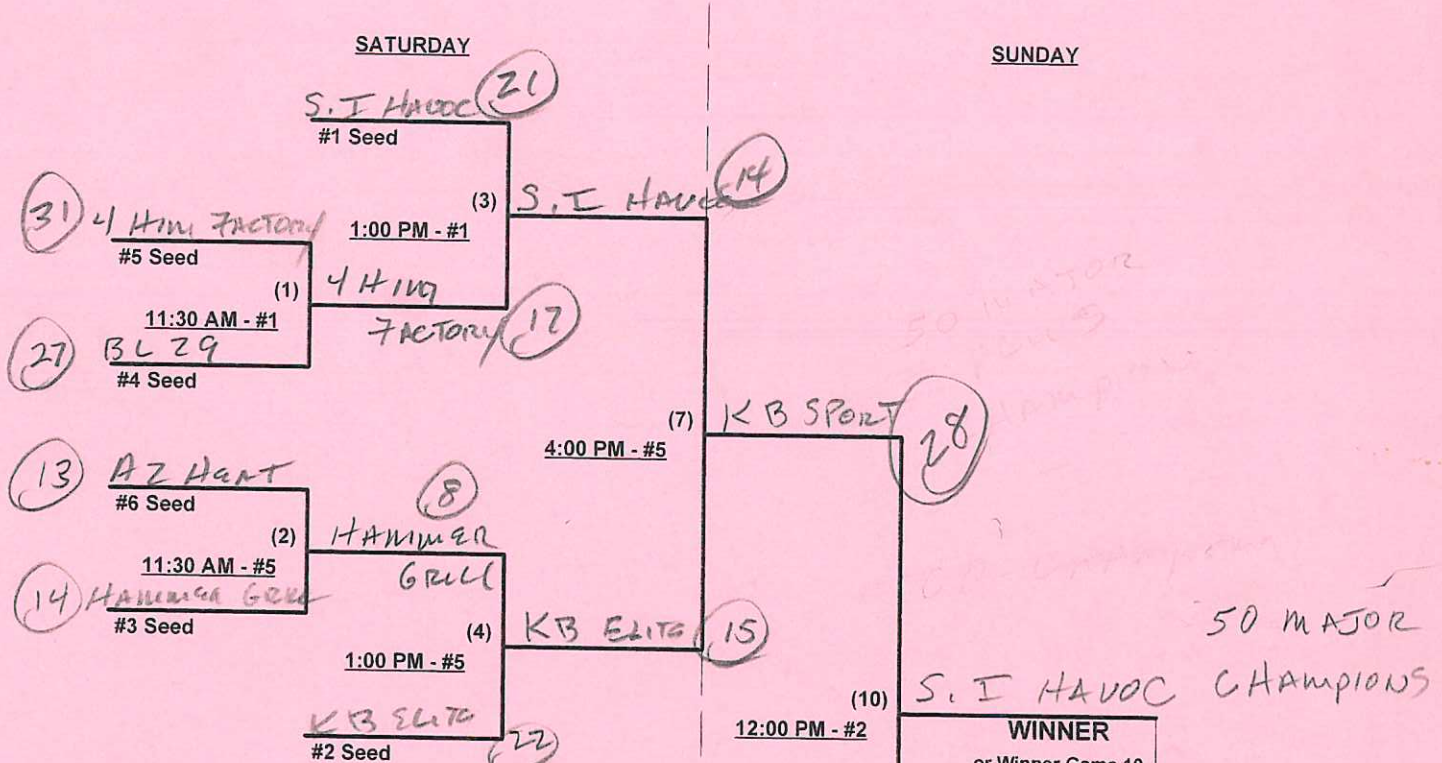 SATURDAY
SUNDAY
S. I HAVOC 21
#1 Seed
(3)
1:00 PM - #1
S. I HAVOC 14
31 4 HIM FACTORY
#5 Seed
(1)
11:30 AM - #1
4 HIM
FACTORY 17
27 BL 29
#4 Seed
(7)
4:00 PM - #5
KB SPORT 28
13 AZ HEAT
#6 Seed
(2)
11:30 AM - #5
HAMMER 8
GRILL
14 HAMMER GRILL
#3 Seed
(4)
1:00 PM - #5
KB ELITE 15
KB ELITE 22
#2 Seed
50 MAJOR
CHAMPIONS
(10)
12:00 PM - #2
S. I HAVOC
WINNER
or Winner Game 10